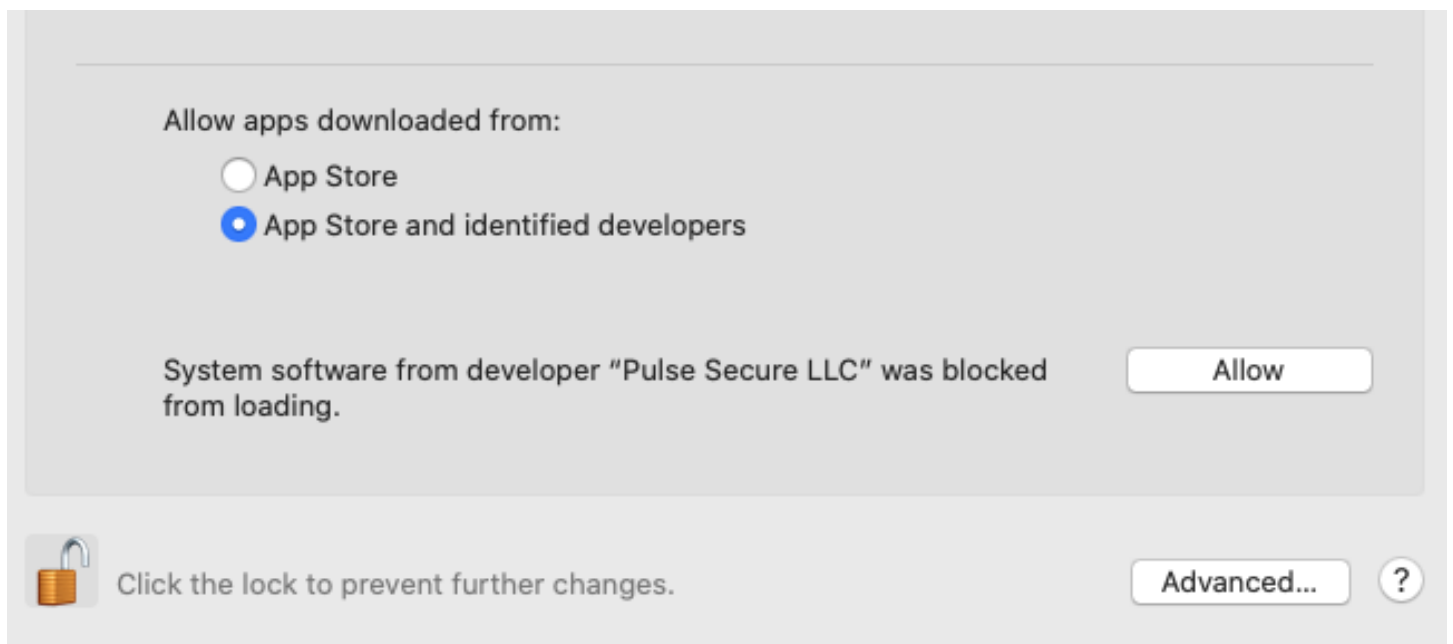 Allow apps downloaded from:
App Store
App Store and identified developers
System software from developer "Pulse Secure LLC" was blocked
from loading.
Allow
Click the lock to prevent further changes.
Advanced...
?